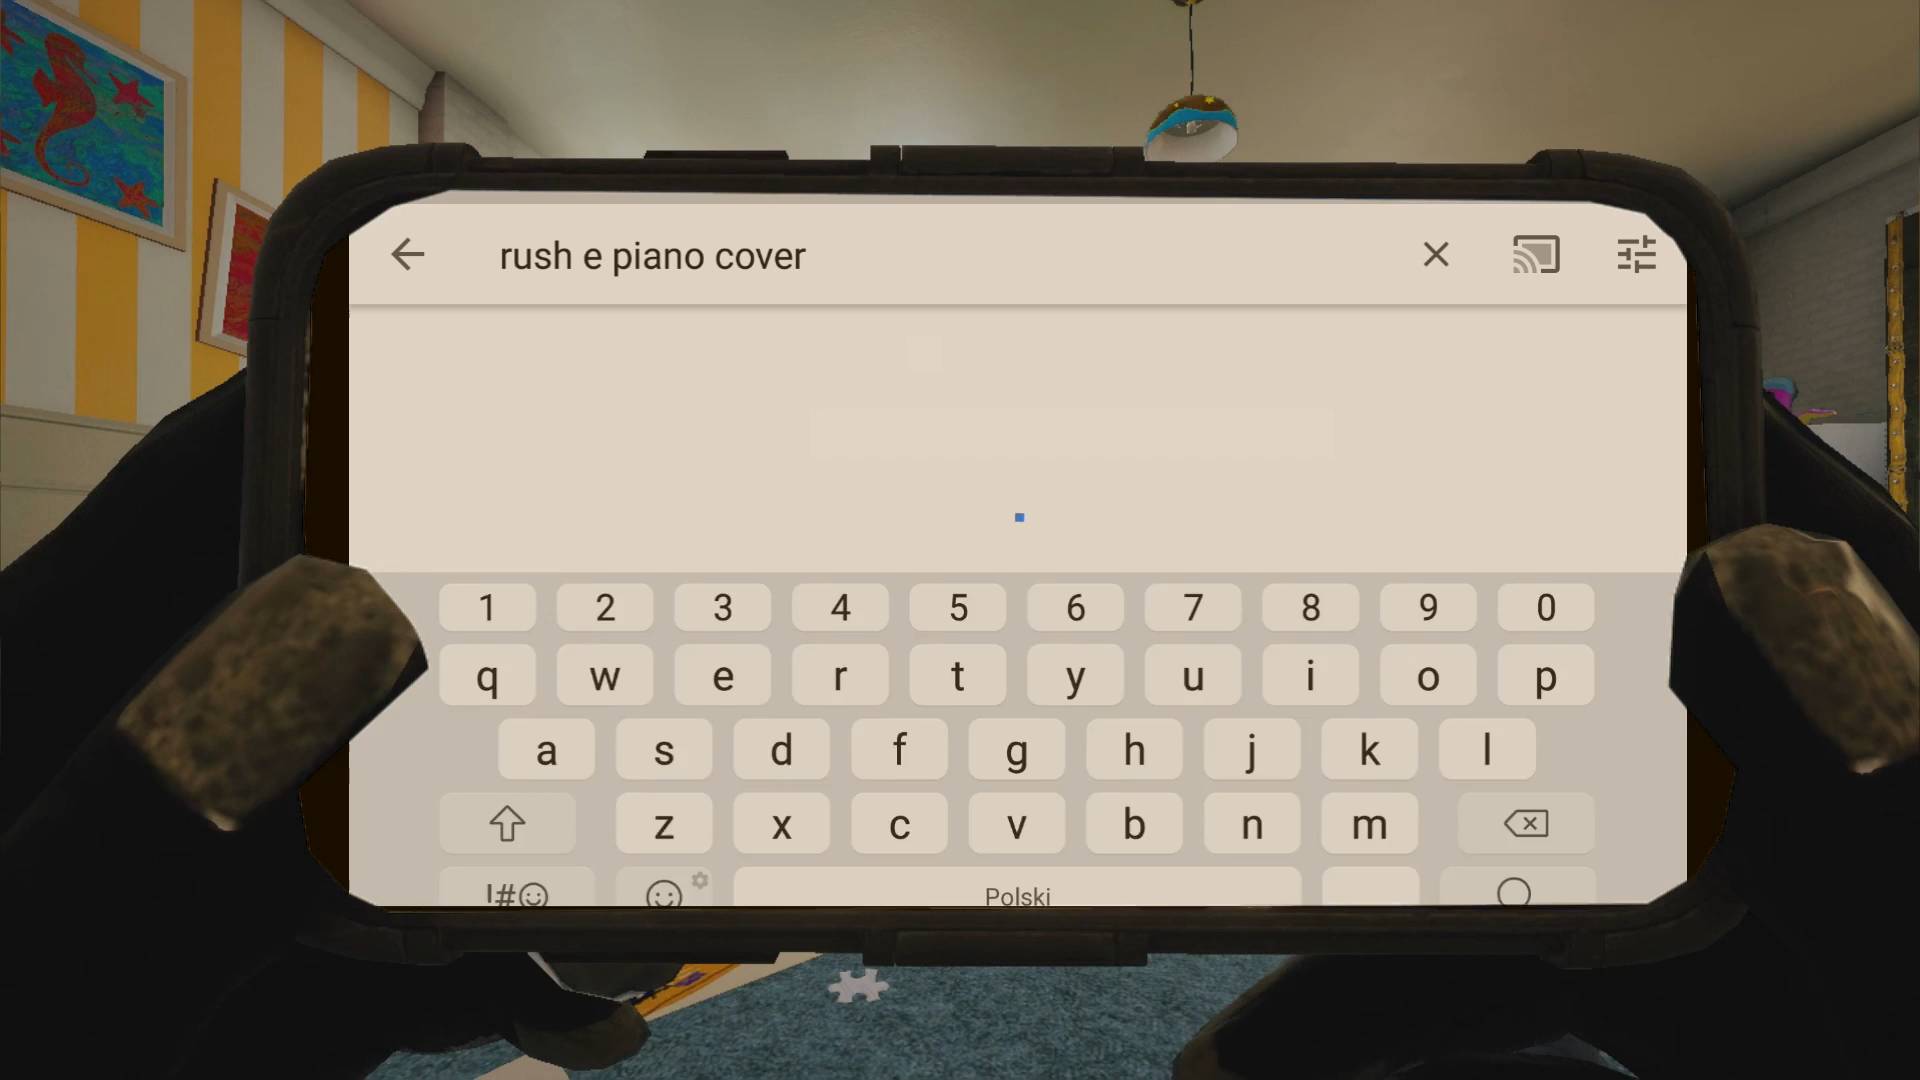 rush e piano cover
1 2 3 4 5 6 7 8 9 0
q w e r t y u i o p
a s d f g h j k l
z x c v b n m
!#☺ Polski